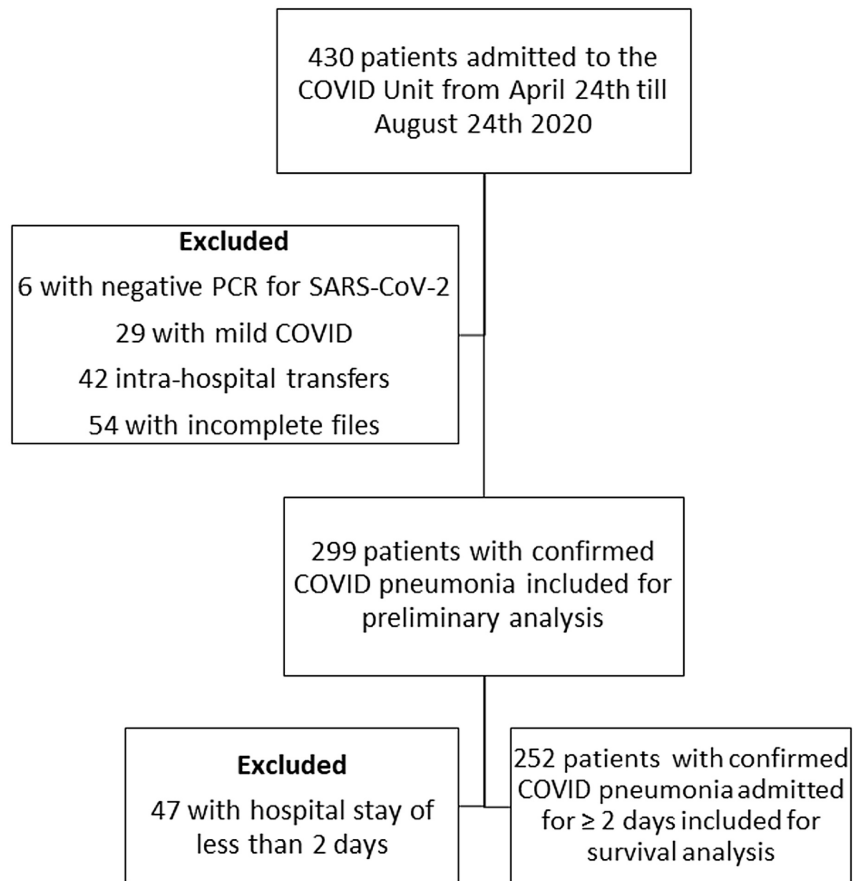 430 patients admitted to the
COVID Unit from April 24th till
August 24th 2020
Excluded
6 with negative PCR for SARS-CoV-2
29 with mild COVID
42 intra-hospital transfers
54 with incomplete files
299 patients with confirmed
COVID pneumonia included for
preliminary analysis
Excluded
47 with hospital stay of
less than 2 days
252 patients with confirmed
COVID pneumonia admitted
for ≥ 2 days included for
survival analysis